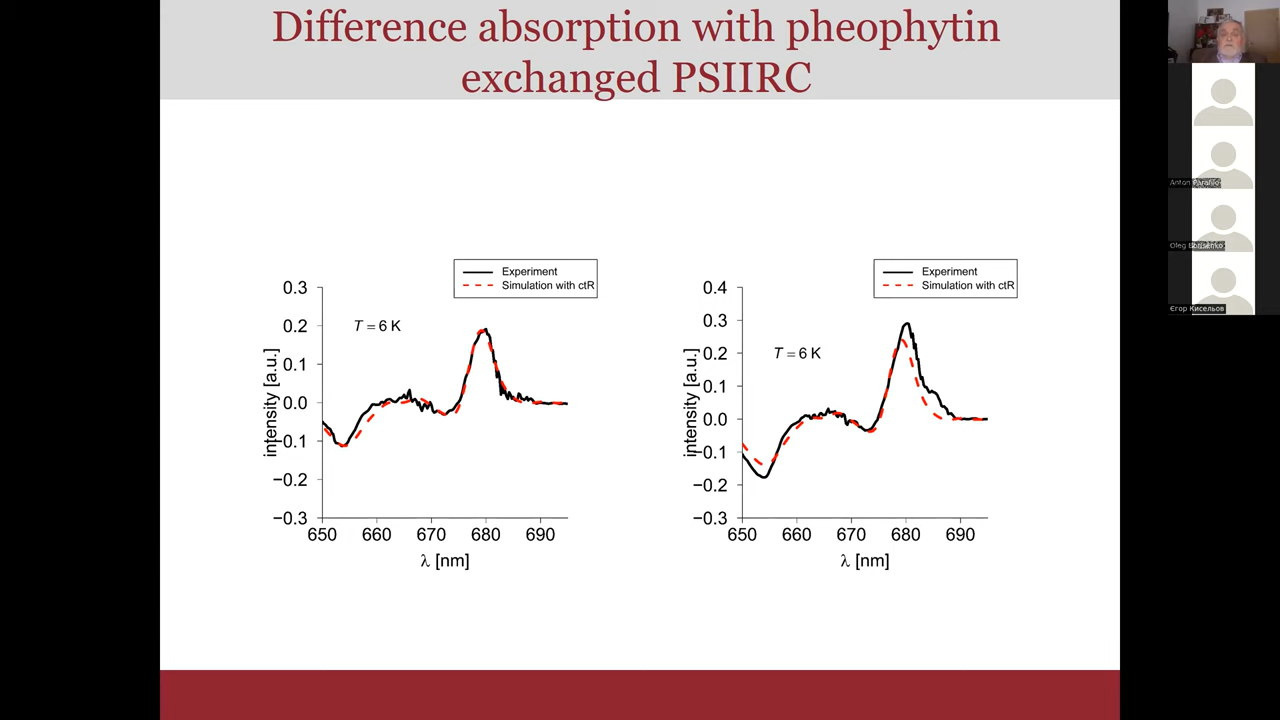 Difference absorption with pheophytin
exchanged PSIIRC
Experiment
Simulation with ctR
T = 6 K
intensity [a.u.]
0.3
0.2
0.1
0.0
−0.1
−0.2
−0.3
650 660 670 680 690
λ [nm]
Experiment
Simulation with ctR
T = 6 K
intensity [a.u.]
0.4
0.3
0.2
0.1
0.0
−0.1
−0.2
−0.3
650 660 670 680 690
λ [nm]
Anton
Oleg
Єгор Кисельов